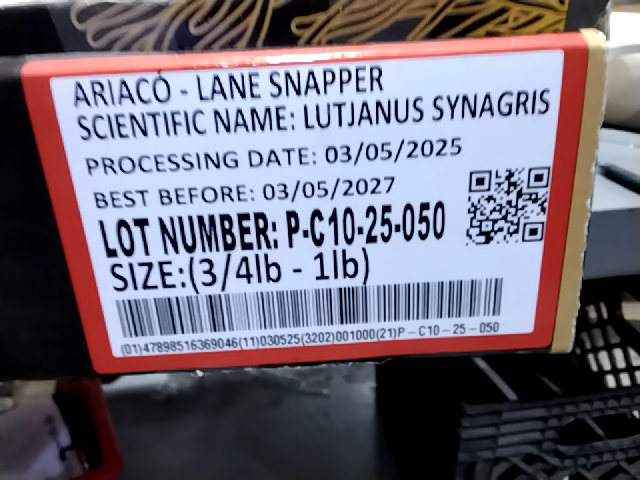 ARIACÓ - LANE SNAPPER
SCIENTIFIC NAME: LUTJANUS SYNAGRIS
PROCESSING DATE: 03/05/2025
BEST BEFORE: 03/05/2027
LOT NUMBER: P-C10-25-050
SIZE:(3/4lb - 1lb)
(01)47898516369046(11)030525(3202)001000(21)P-C10-25-050